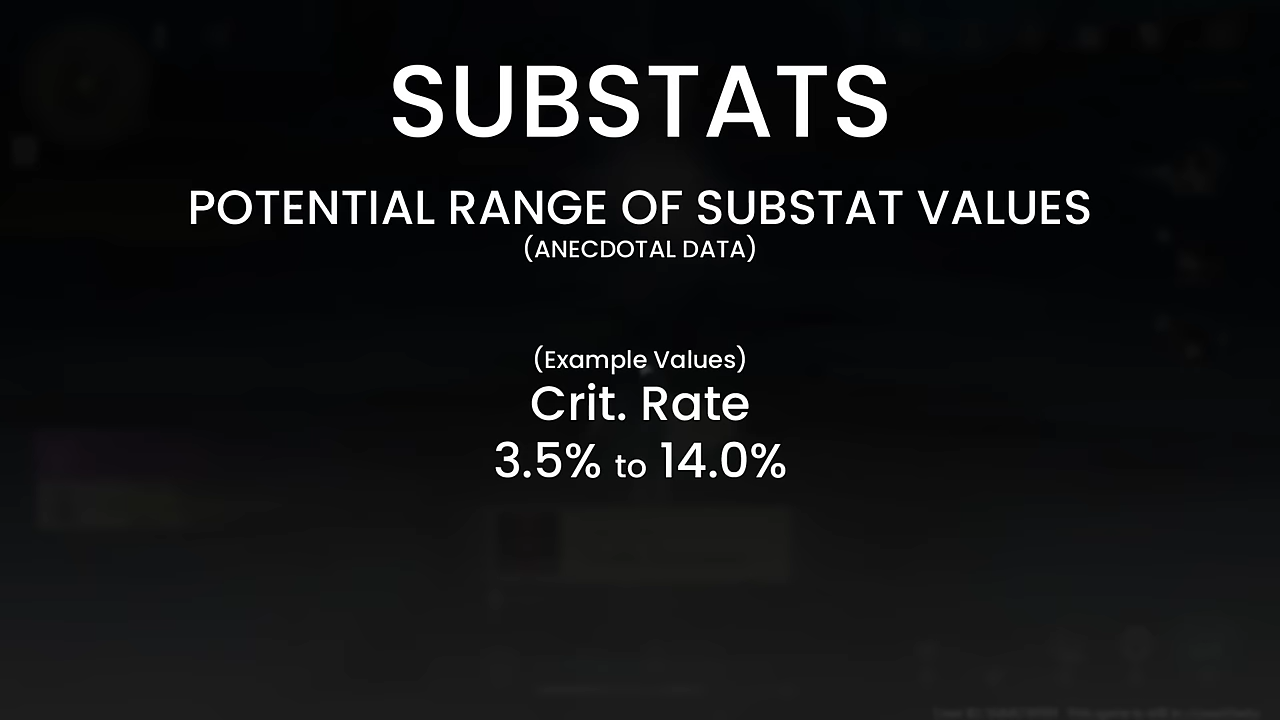 SUBSTATS
POTENTIAL RANGE OF SUBSTAT VALUES
(ANECDOTAL DATA)
(Example Values)
Crit. Rate
3.5% to 14.0%